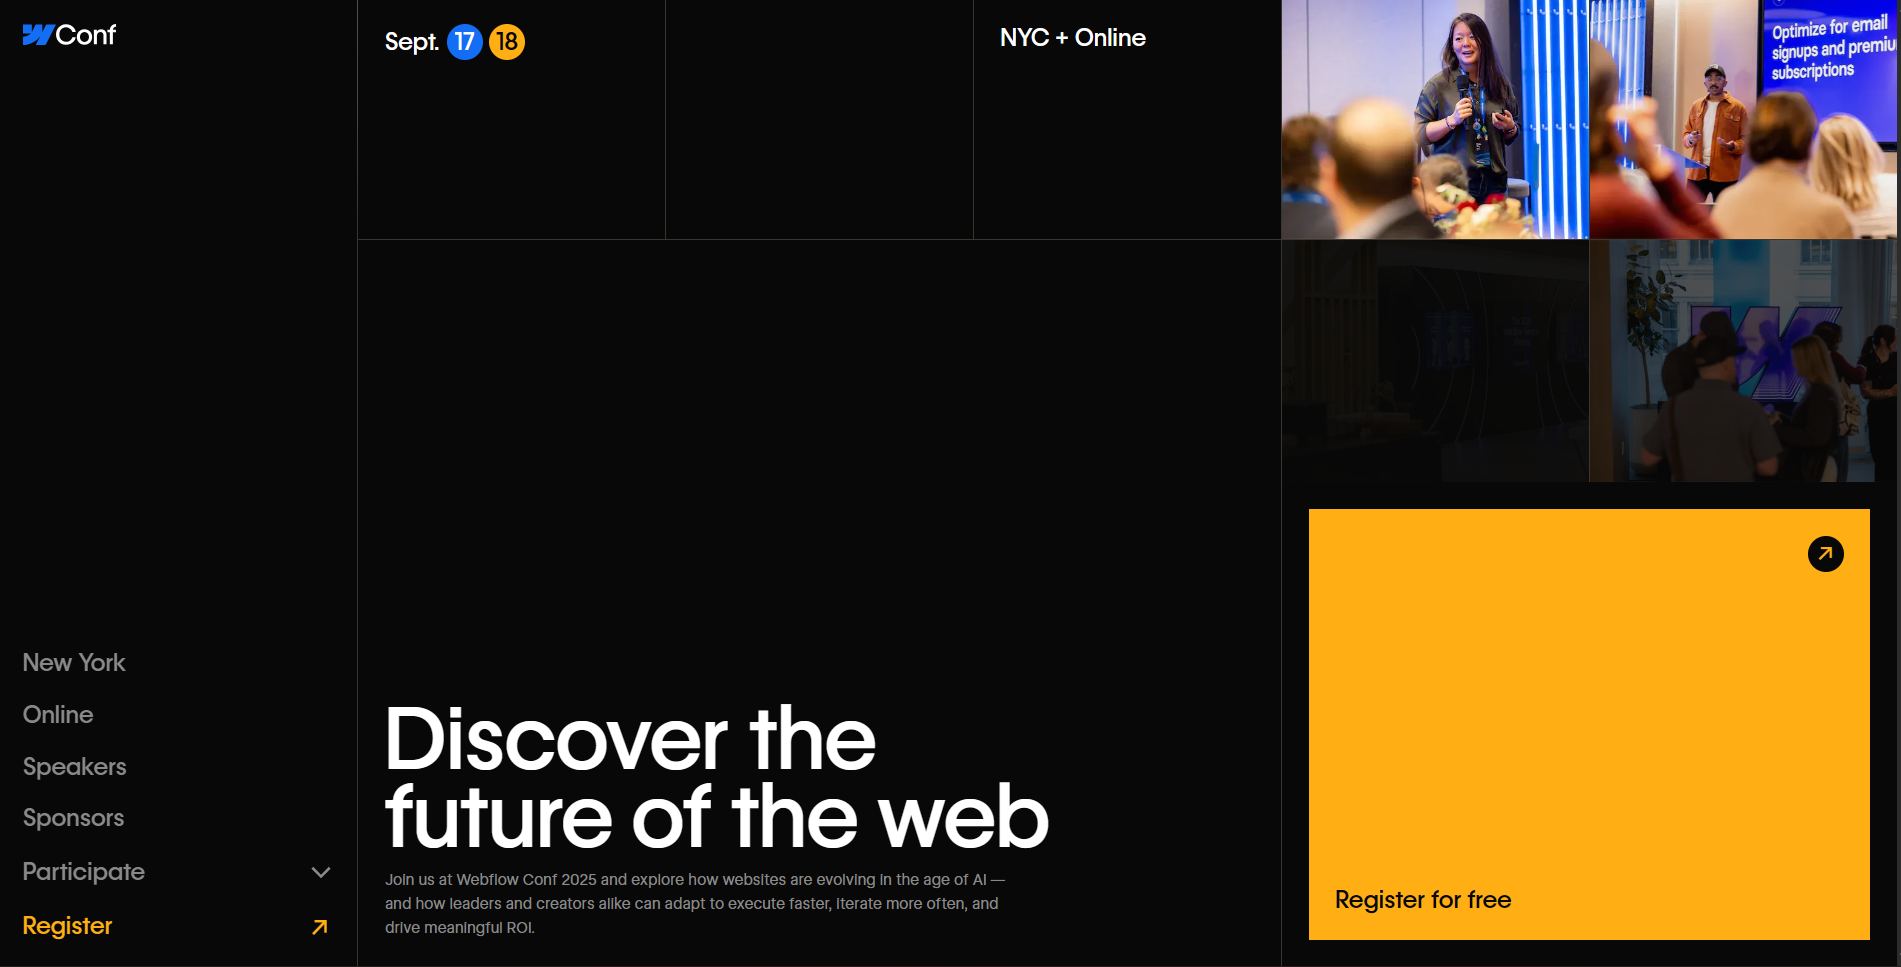 Conf
Sept. 17 18
NYC + Online
Optimize for email
signups and premiu
subscriptions
New York
Online
Speakers
Sponsors
Participate
Register
Discover the
future of the web
Join us at Webflow Conf 2025 and explore how websites are evolving in the age of AI —
and how leaders and creators alike can adapt to execute faster, iterate more often, and
drive meaningful ROI.
Register for free